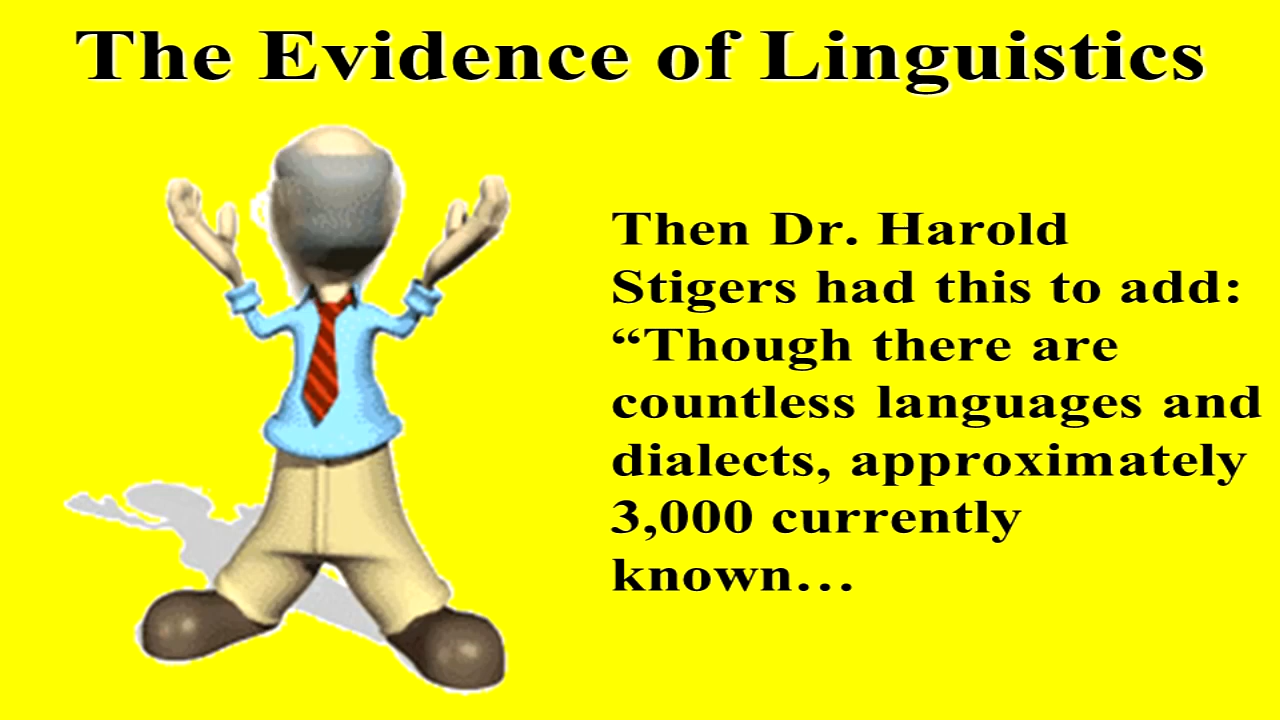 The Evidence of Linguistics
Then Dr. Harold
Stigers had this to add:
“Though there are
countless languages and
dialects, approximately
3,000 currently
known…